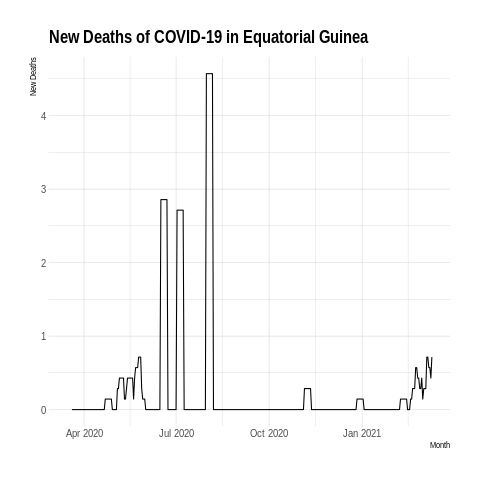 New Deaths of COVID-19 in Equatorial Guinea
New Deaths
4
3
2
1
0
Apr 2020 Jul 2020 Oct 2020 Jan 2021
Month